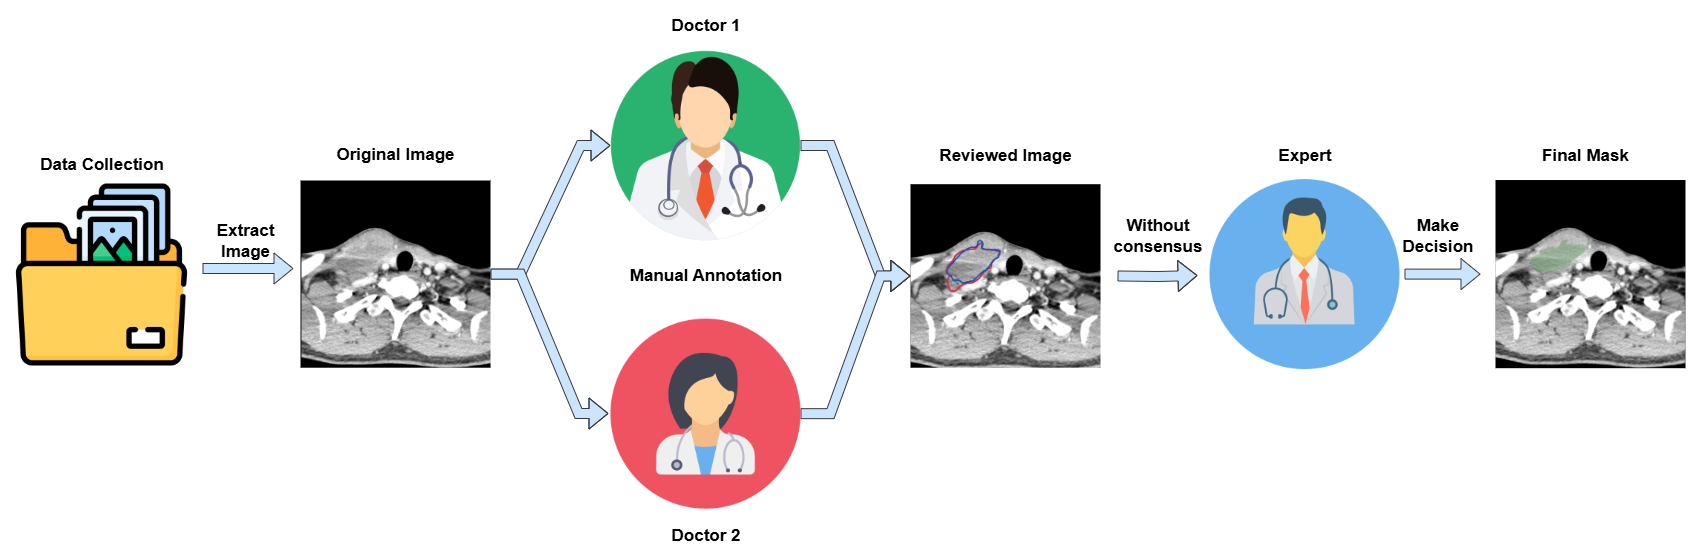 Doctor 1
Data Collection
Extract
Image
Original Image
Manual Annotation
Doctor 2
Reviewed Image
Without
consensus
Expert
Make
Decision
Final Mask